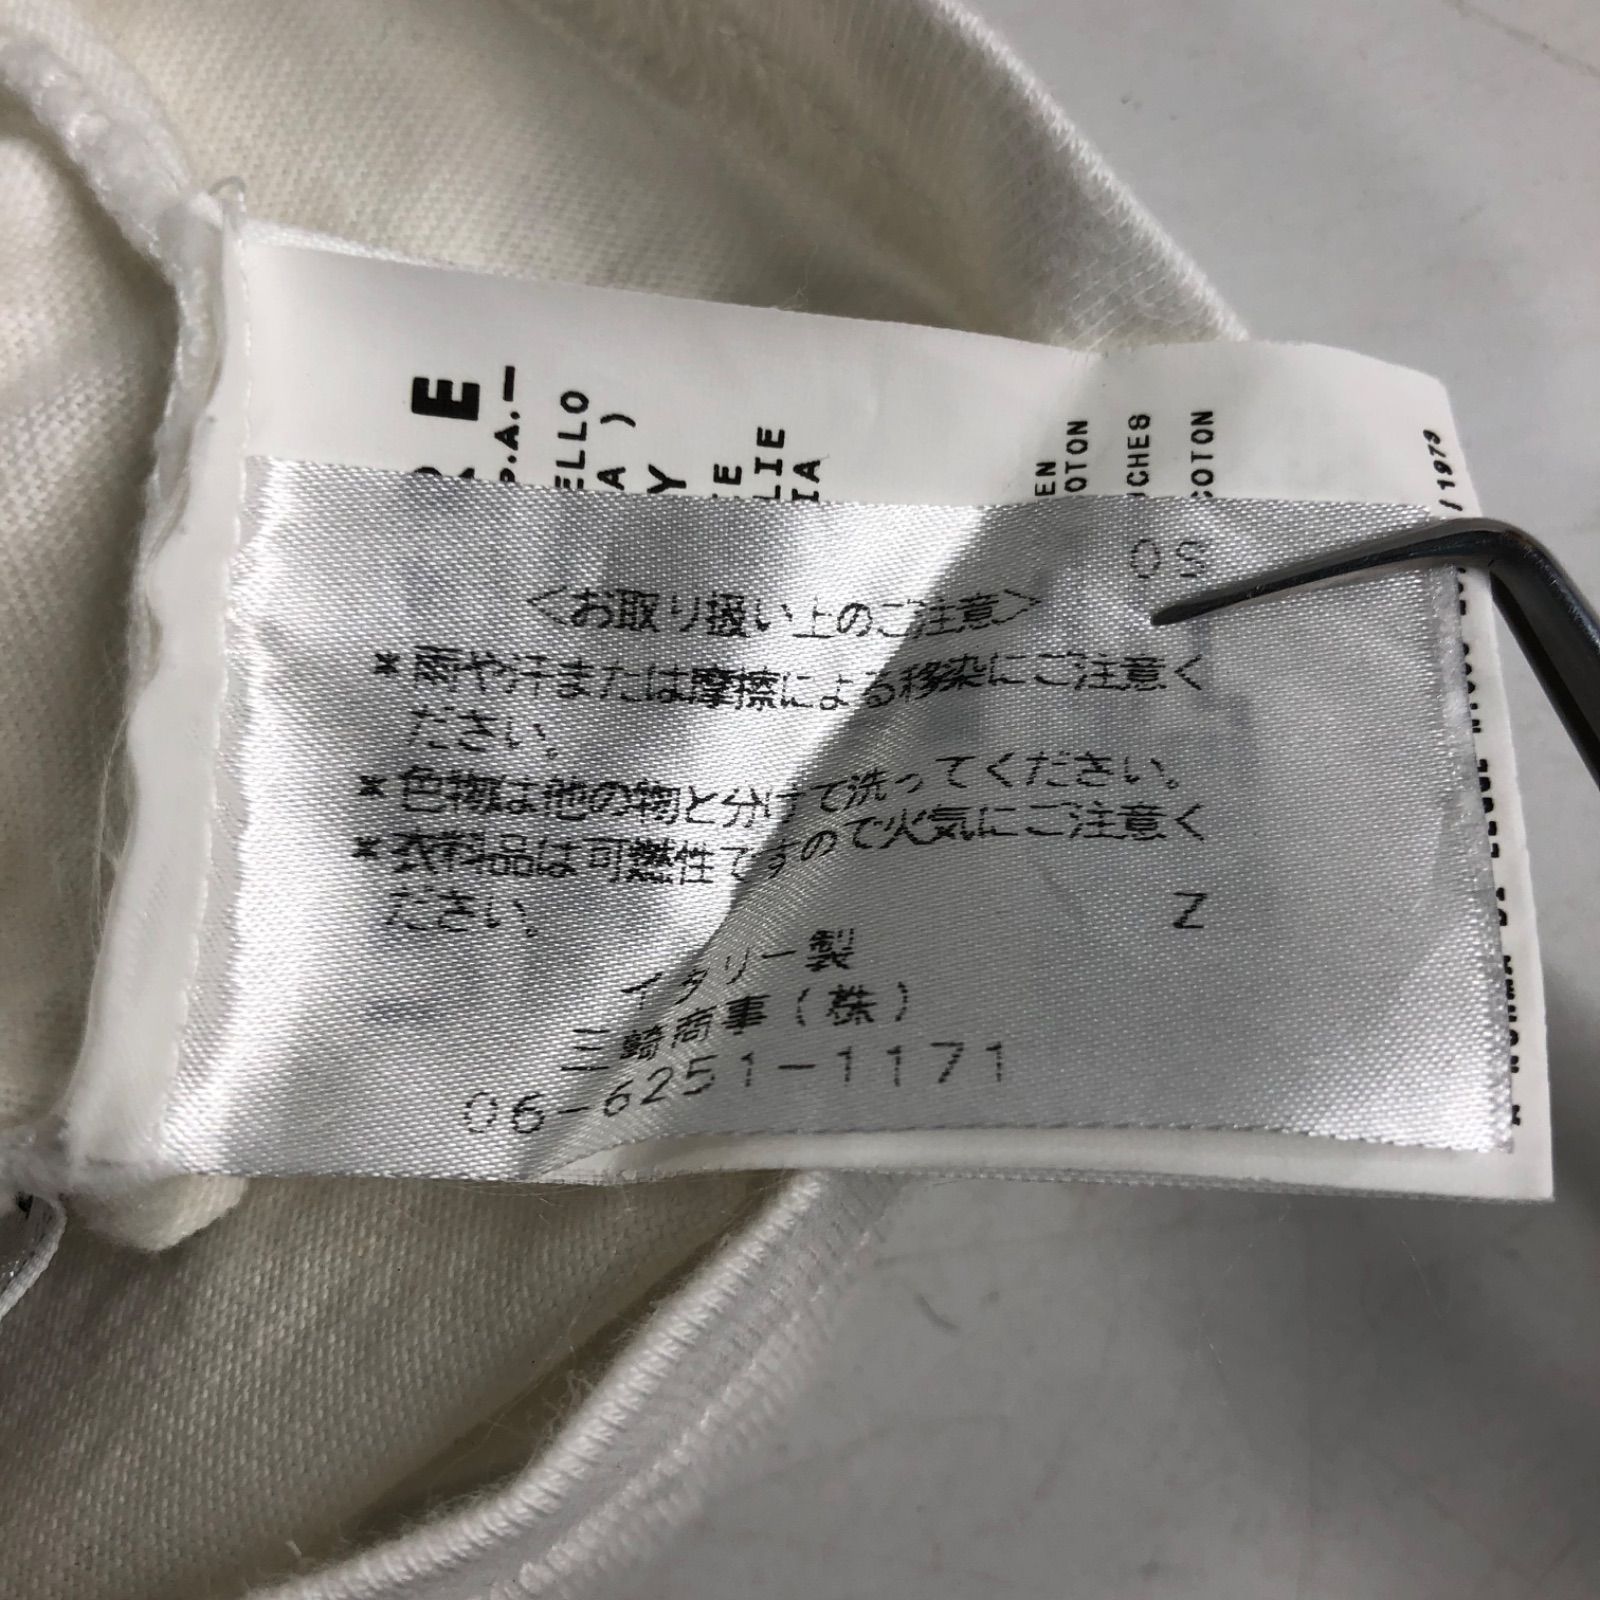 OS
<お取り扱い上のご注意>
*雨や汗または摩擦による移染にご注意く
ださい。
*色物は他の物と分けて洗ってください。
*衣料品は可燃性ですので火気にご注意く
ださい。
Z
イタリー製
三崎商事(株)
06-6251-1171
E
P.A.—
ELLO
A)
Y
E
LIE
IA
EN
OTON
UCHES
COTON
/1979